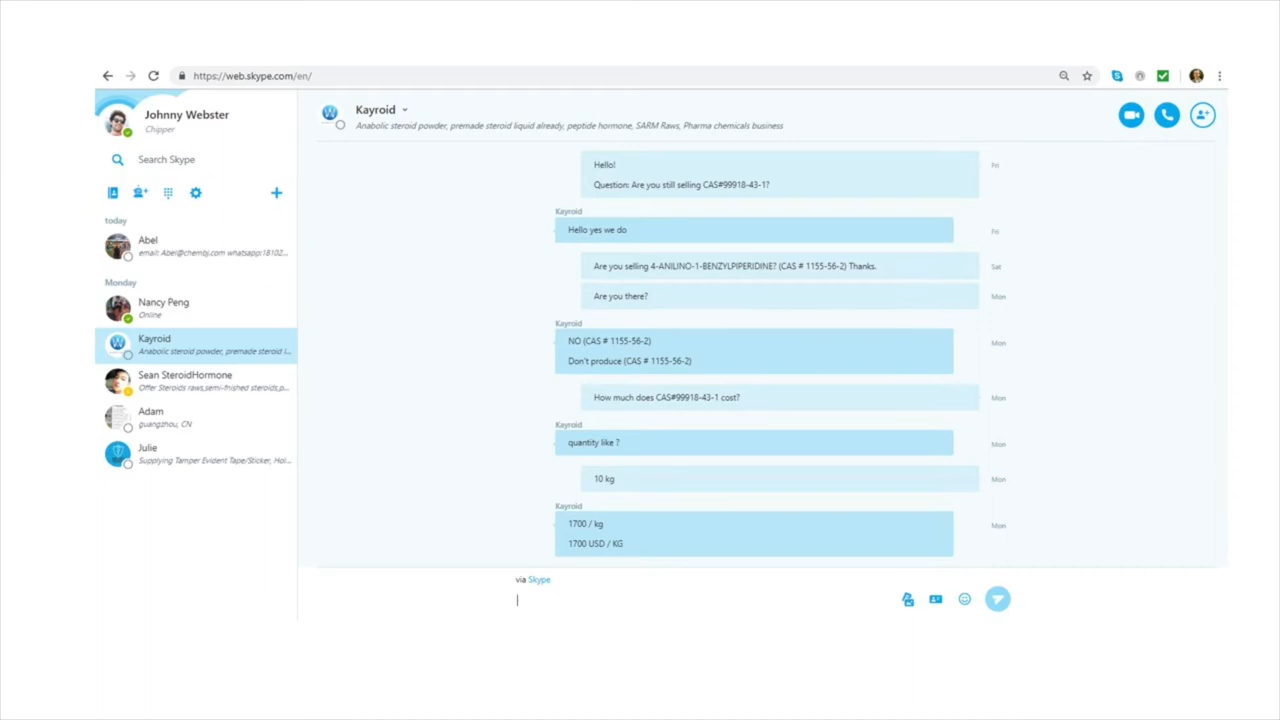 https://web.skype.com/en/
Johnny Webster
Chipper
Search Skype
today
Abel
email: Abel@chembj.com whatsapp:18102...
Monday
Nancy Peng
Online
Kayroid
Anabolic steroid powder, premade steroid l...
Sean SteroidHormone
Offer Steroids raws,semi-finished steroids,p...
Adam
guangzhou, CN
Julie
Supplying Tamper Evident Tape/Sticker, Hol...
Kayroid
Anabolic steroid powder, premade steroid liquid already, peptide hormone, SARM Raws, Pharma chemicals business
Hello!
Fri
Question: Are you still selling CAS#99918-43-1?
Kayroid
Hello yes we do
Fri
Are you selling 4-ANILINO-1-BENZYLPIPERIDINE? (CAS # 1155-56-2) Thanks.
Sat
Are you there?
Mon
Kayroid
NO (CAS # 1155-56-2)
Mon
Don't produce (CAS # 1155-56-2)
How much does CAS#99918-43-1 cost?
Mon
Kayroid
quantity like ?
Mon
10 kg
Mon
Kayroid
1700 / kg
Mon
1700 USD / KG
via Skype